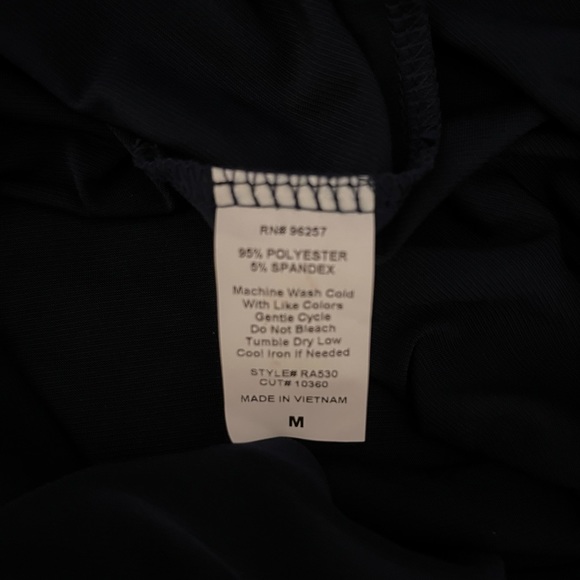 RN# 96257
95% POLYESTER
5% SPANDEX
Machine Wash Cold
With Like Colors
Gentle Cycle
Do Not Bleach
Tumble Dry Low
Cool Iron If Needed
STYLE# RA530
CUT# 10360
MADE IN VIETNAM
M